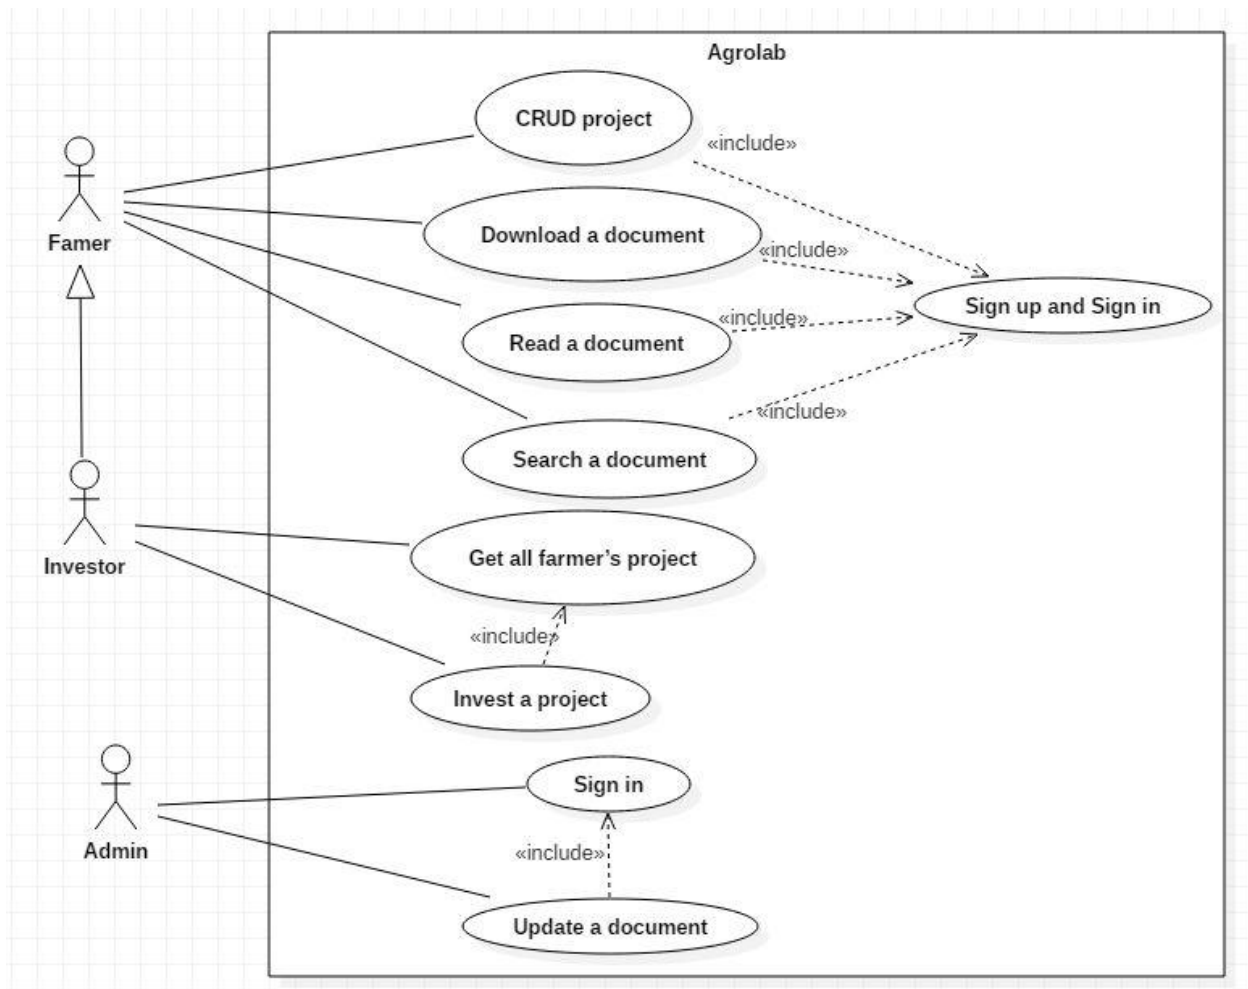 Agrolab
CRUD project
«include»
Famer
Download a document
«include»
Sign up and Sign in
Read a document
«include»
Search a document
«include»
Investor
Get all farmer’s project
«include»
Invest a project
Admin
Sign in
«include»
Update a document